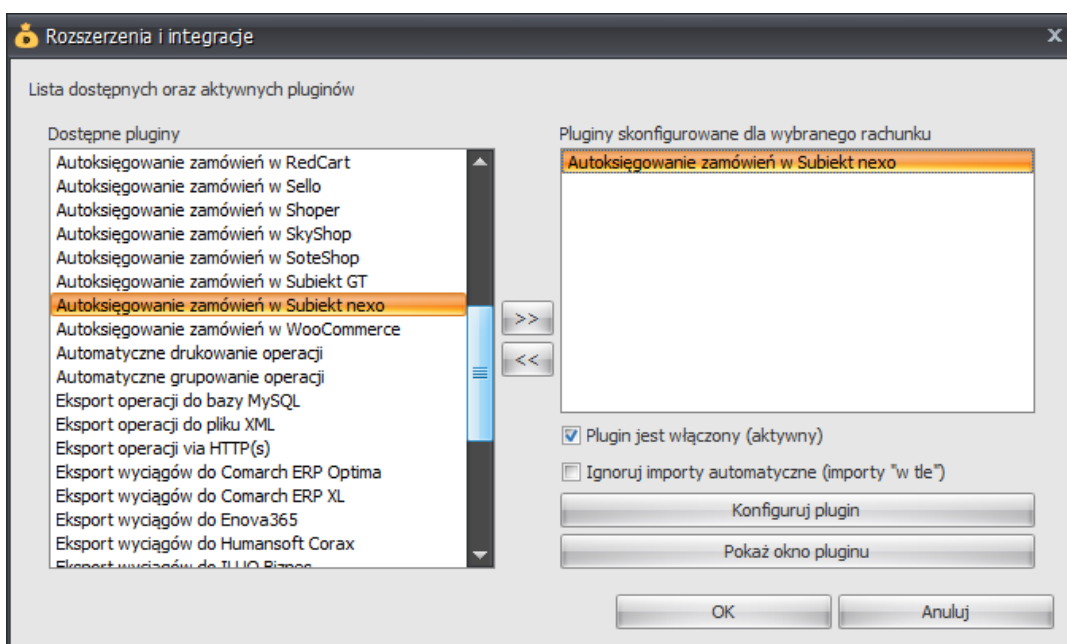 Rozszerzenia i integracje
x
Lista dostępnych oraz aktywnych pluginów
Dostępne pluginy
Autoksięgowanie zamówień w RedCart
Autoksięgowanie zamówień w Sello
Autoksięgowanie zamówień w Shoper
Autoksięgowanie zamówień w SkyShop
Autoksięgowanie zamówień w SoteShop
Autoksięgowanie zamówień w Subiekt GT
Autoksięgowanie zamówień w Subiekt nexo
Autoksięgowanie zamówień w WooCommerce
Automatyczne drukowanie operacji
Automatyczne grupowanie operacji
Eksport operacji do bazy MySQL
Eksport operacji do pliku XML
Eksport operacji via HTTP(s)
Eksport wyciągów do Comarch ERP Optima
Eksport wyciągów do Comarch ERP XL
Eksport wyciągów do Enova365
Eksport wyciągów do Humansoft Corax
Eksport wyciągów do
>>
<<
Pluginy skonfigurowane dla wybranego rachunku
Autoksięgowanie zamówień w Subiekt nexo
Plugin jest włączony (aktywny)
Ignoruj importy automatyczne (importy "w tle")
Konfiguruj plugin
Pokaż okno pluginu
OK
Anuluj